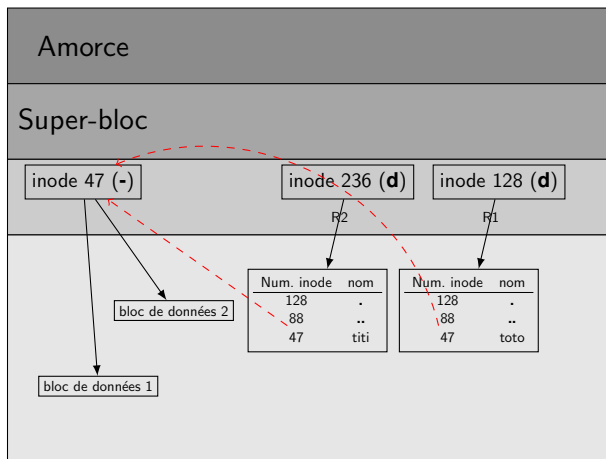 Amorce
Super-bloc
inode 47 (-)
inode 236 (d)
inode 128 (d)
R2
R1
Num. inode nom
128 .
88 ..
47 titi
Num. inode nom
128 .
88 ..
47 toto
bloc de données 2
bloc de données 1